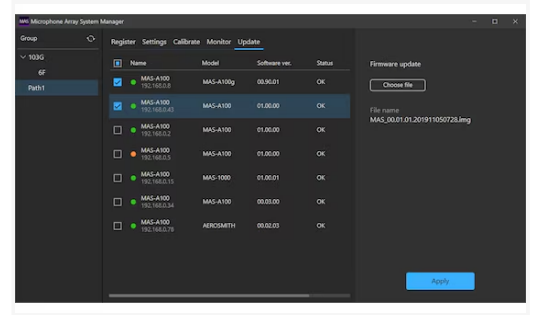 MAS Microphone Array System Manager
Group
Register Settings Calibrate Monitor Update
103G
6F
Path1
Name Model Software ver. Status
MAS-A100 MAS-A100g 00.90.01 OK
192.168.0.8
MAS-A100 MAS-A100 01.00.00 OK
192.168.0.43
MAS-A100 MAS-A100 01.00.00 OK
192.168.0.2
MAS-A100 MAS-A100 01.00.00 OK
192.168.0.5
MAS-A100 MAS-1000 01.00.01 OK
192.168.0.15
MAS-A100 MAS-A100 00.03.00 OK
192.168.0.34
MAS-A100 AEROSMITH 00.02.03 OK
192.168.0.78
Firmware update
Choose file
File name
MAS_00.01.01.201911050728.img
Apply